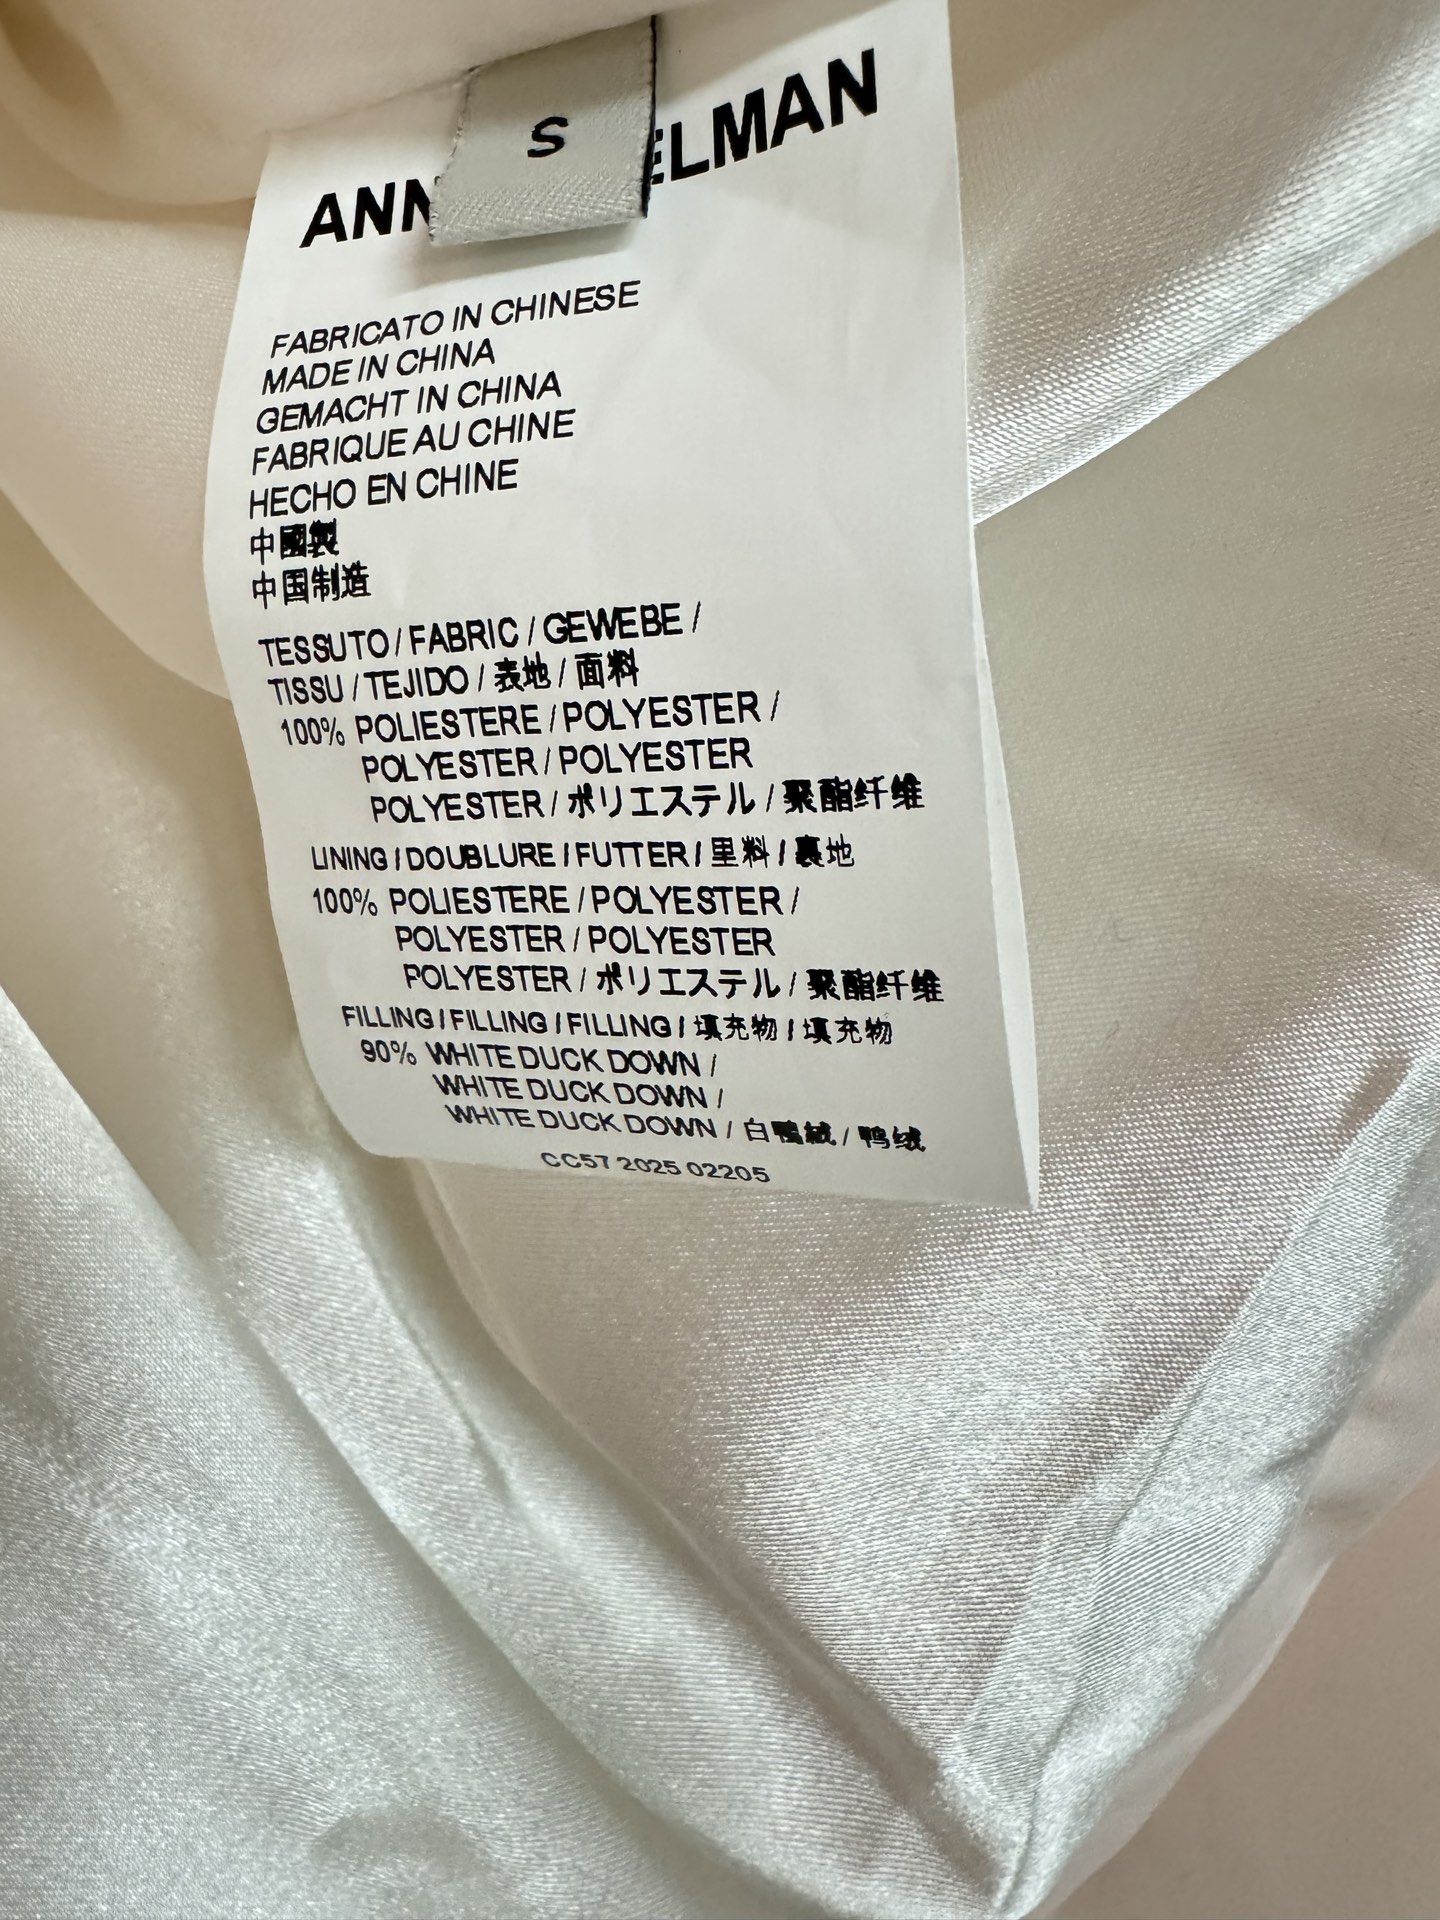 S
ANN ELMAN
FABRICATO IN CHINESE
MADE IN CHINA
GEMACHT IN CHINA
FABRIQUE AU CHINE
HECHO EN CHINE
中國製
中国制造
TESSUTO / FABRIC / GEWEBE /
TISSU / TEJIDO / 表地 / 面料
100% POLIESTERE / POLYESTER /
POLYESTER / POLYESTER
POLYESTER / ポリエステル / 聚酯纤维
LINING / DOUBLURE / FUTTER / 里料 / 裏地
100% POLIESTERE / POLYESTER /
POLYESTER / POLYESTER
POLYESTER / ポリエステル / 聚酯纤维
FILLING / FILLING / FILLING / 填充物 / 填充物
90% WHITE DUCK DOWN /
WHITE DUCK DOWN /
WHITE DUCK DOWN / 白鴨絨 / 鸭绒
CC57 2025 02205